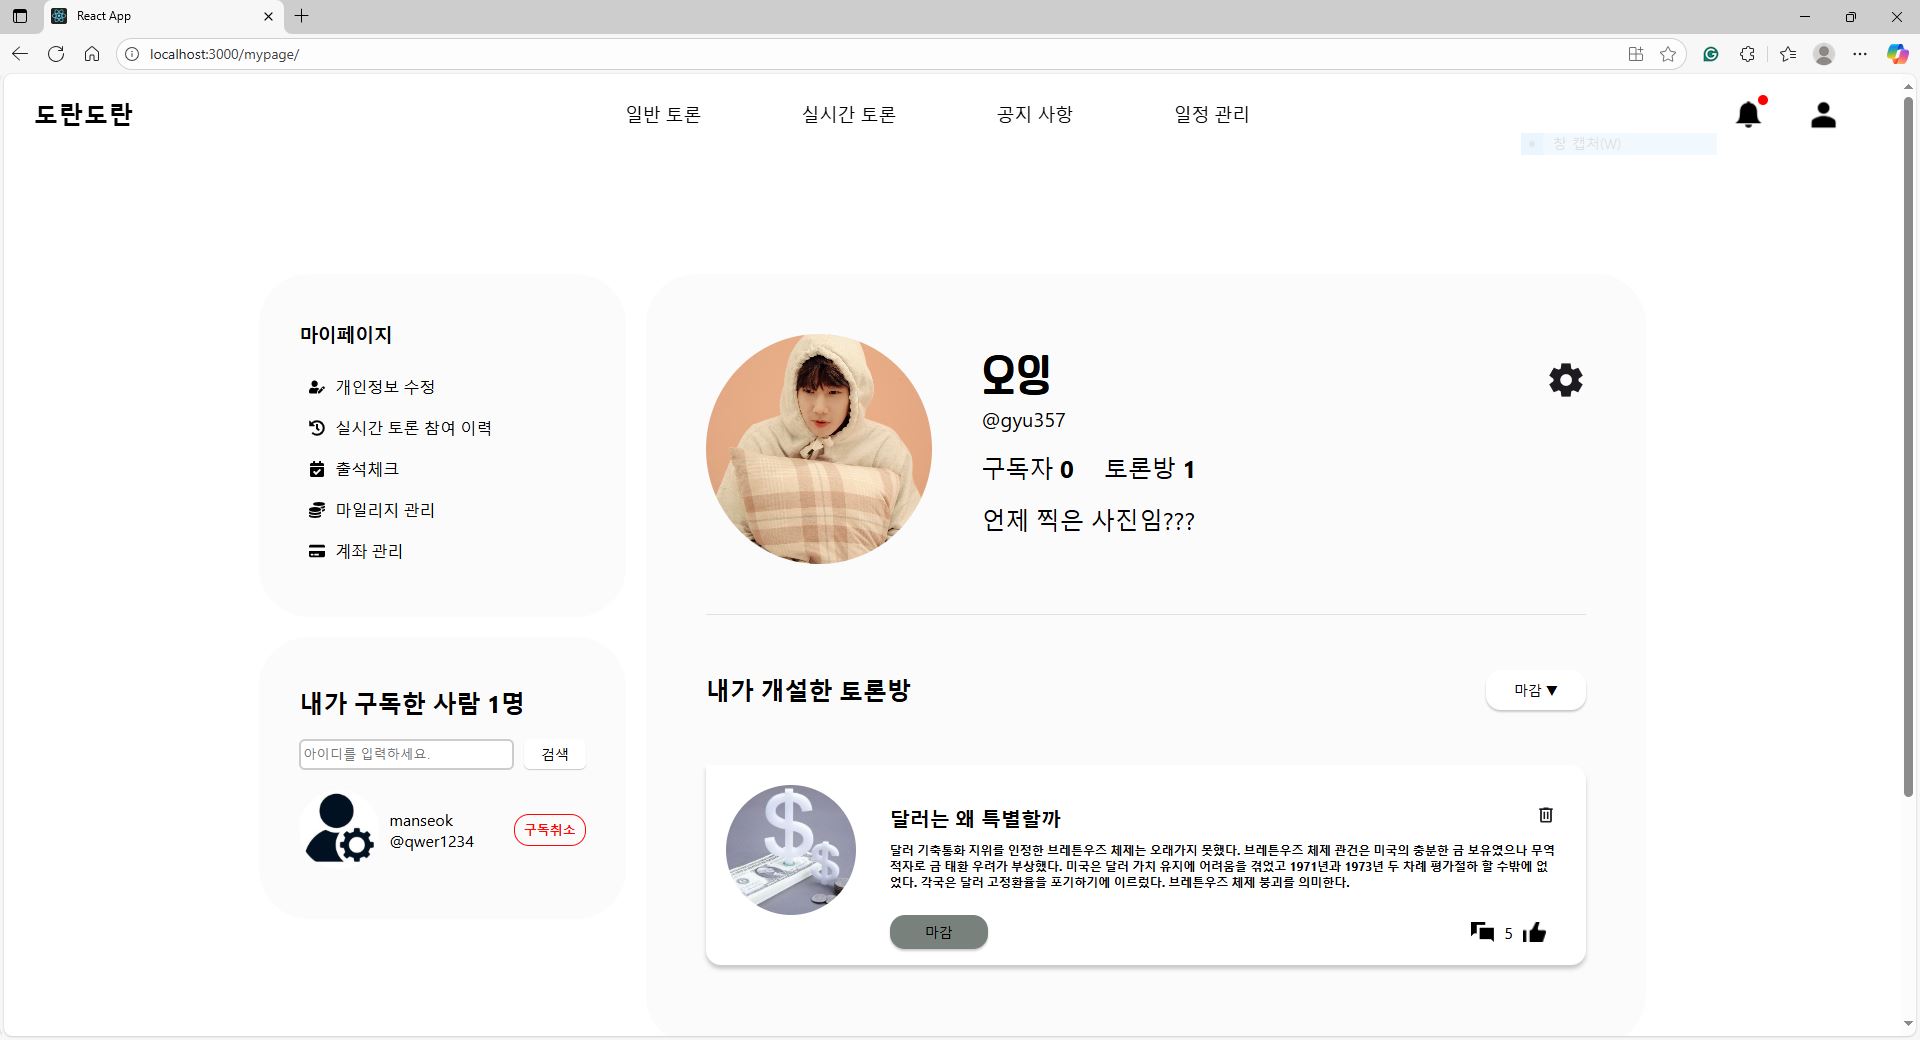 React App
localhost:3000/mypage/
도란도란
일반 토론
실시간 토론
공지 사항
일정 관리
창 캡처(W)
마이페이지
개인정보 수정
실시간 토론 참여 이력
출석체크
마일리지 관리
계좌 관리
내가 구독한 사람 1명
아이디를 입력하세요.
검색
manseok
@qwer1234
구독취소
오잉
@gyu357
구독자 0 토론방 1
언제 찍은 사진임???
내가 개설한 토론방
마감 ▼
달러는 왜 특별할까
달러 기축통화 지위를 인정한 브레튼우즈 체제는 오래가지 못했다. 브레튼우즈 체제 관건은 미국의 충분한 금 보유였으나 무역
적자로 금 태환 우려가 부상했다. 미국은 달러 가치 유지에 어려움을 겪었고 1971년과 1973년 두 차례 평가절하 할 수밖에 없
었다. 각국은 달러 고정환율을 포기하기에 이르렀다. 브레튼우즈 체제 붕괴를 의미한다.
마감
5